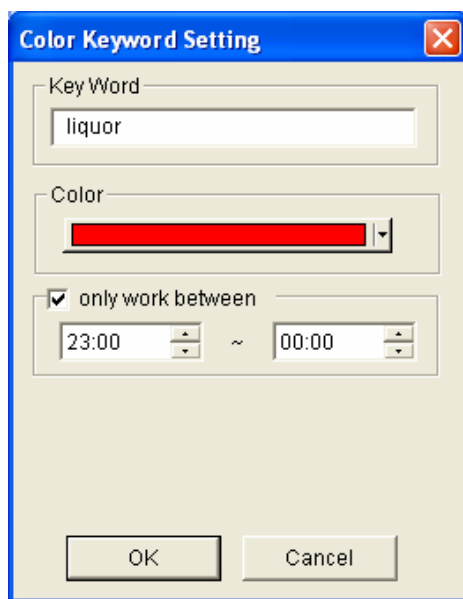 Color Keyword Setting
Key Word
liquor
Color
only work between
23:00 ~ 00:00
OK Cancel